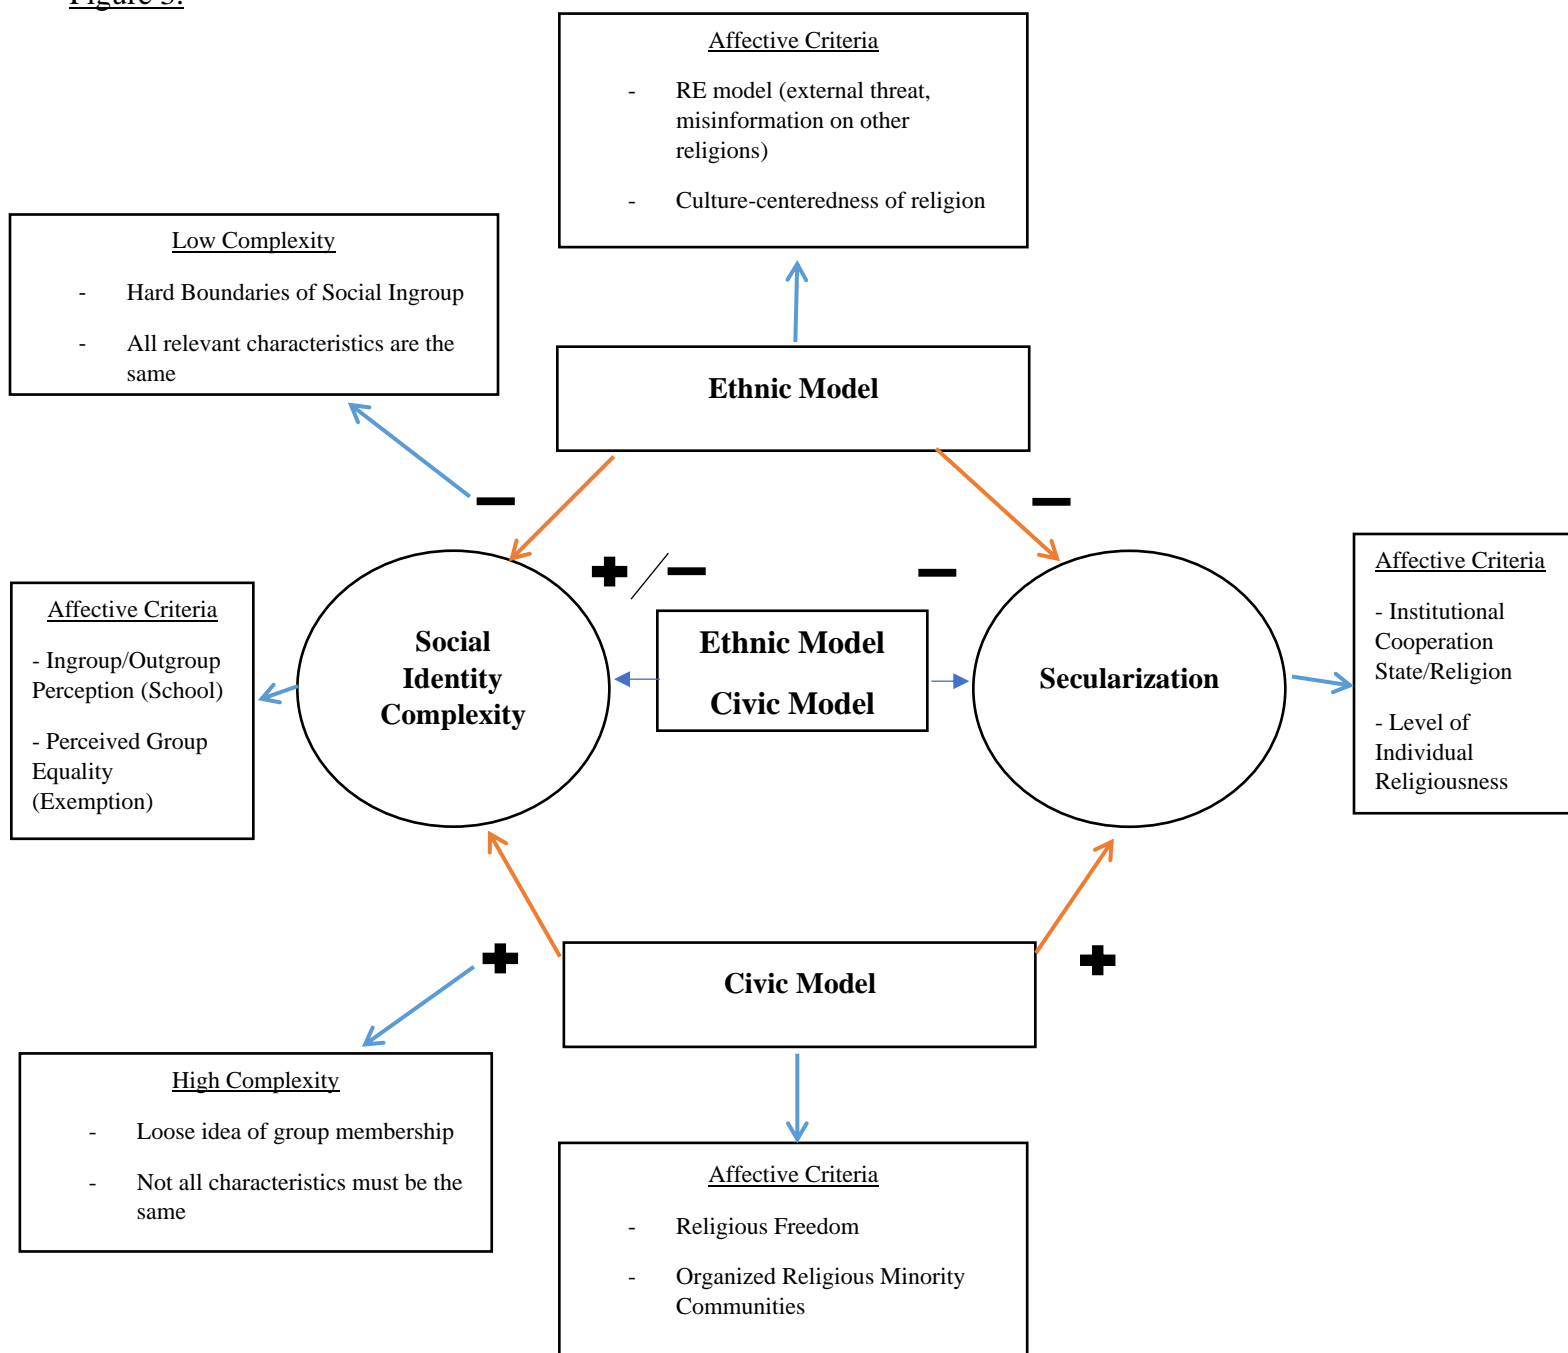 Figure 3.
Affective Criteria
- RE model (external threat,
misinformation on other
religions)
- Culture-centeredness of religion
Low Complexity
- Hard Boundaries of Social Ingroup
- All relevant characteristics are the
same
Ethnic Model
Affective Criteria
- Ingroup/Outgroup
Perception (School)
- Perceived Group
Equality
(Exemption)
Social
Identity
Complexity
+/−
−
−
−
Ethnic Model
Civic Model
Secularization
Affective Criteria
- Institutional
Cooperation
State/Religion
- Level of
Individual
Religiousness
+
+
Civic Model
High Complexity
- Loose idea of group membership
- Not all characteristics must be the
same
Affective Criteria
- Religious Freedom
- Organized Religious Minority
Communities